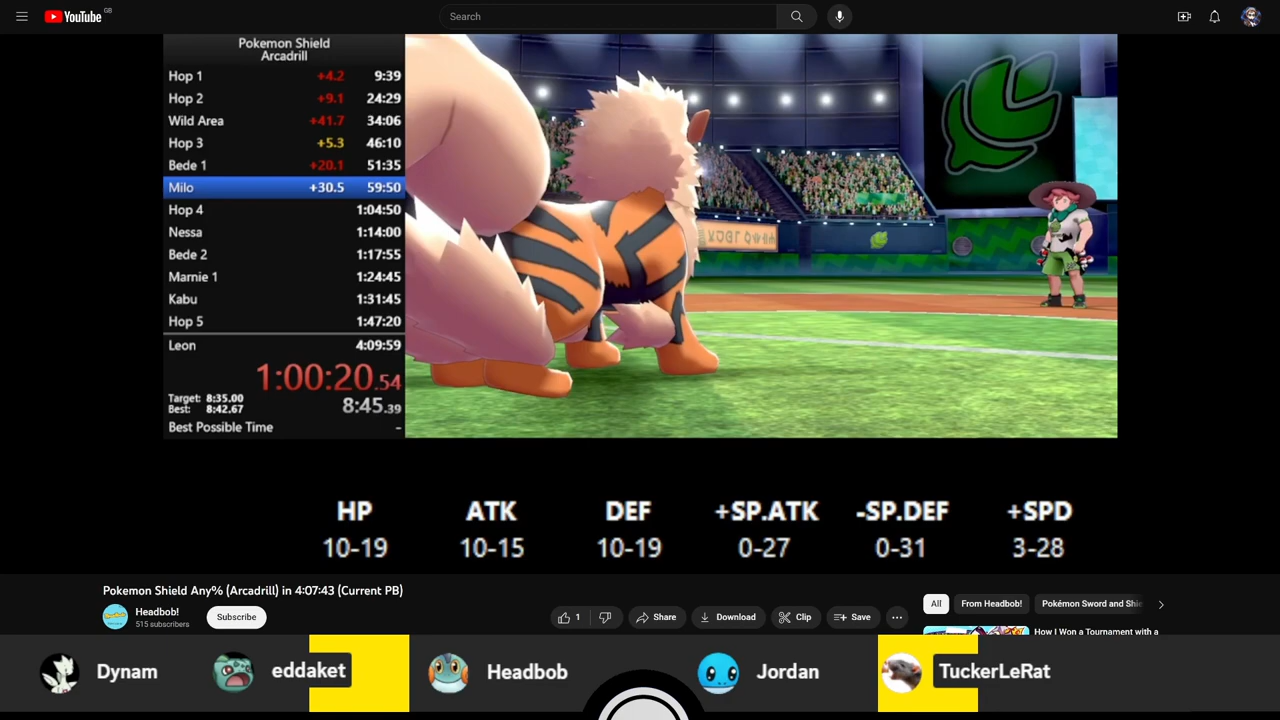 YouTube GB
Search
Pokemon Shield
Arcadrill
Hop 1 +4.2 9:39
Hop 2 +9.1 24:29
Wild Area +41.7 34:06
Hop 3 +5.3 46:10
Bede 1 +20.1 51:35
Milo +30.5 59:50
Hop 4 1:04:50
Nessa 1:14:00
Bede 2 1:17:55
Marnie 1 1:24:45
Kabu 1:31:45
Hop 5 1:47:20
Leon 4:09:59
1:00:20.54
Target: 8:35.00
Best: 8:42.67
8:45.39
Best Possible Time -
HP ATK DEF +SP.ATK -SP.DEF +SPD
10-19 10-15 10-19 0-27 0-31 3-28
Pokemon Shield Any% (Arcadrill) in 4:07:43 (Current PB)
Headbob!
515 subscribers
Subscribe
1
Share
Download
Clip
Save
All
From Headbob!
Pokémon Sword and Shie
How I Won a Tournament with a
Dynam
eddaket
Headbob
Jordan
TuckerLeRat